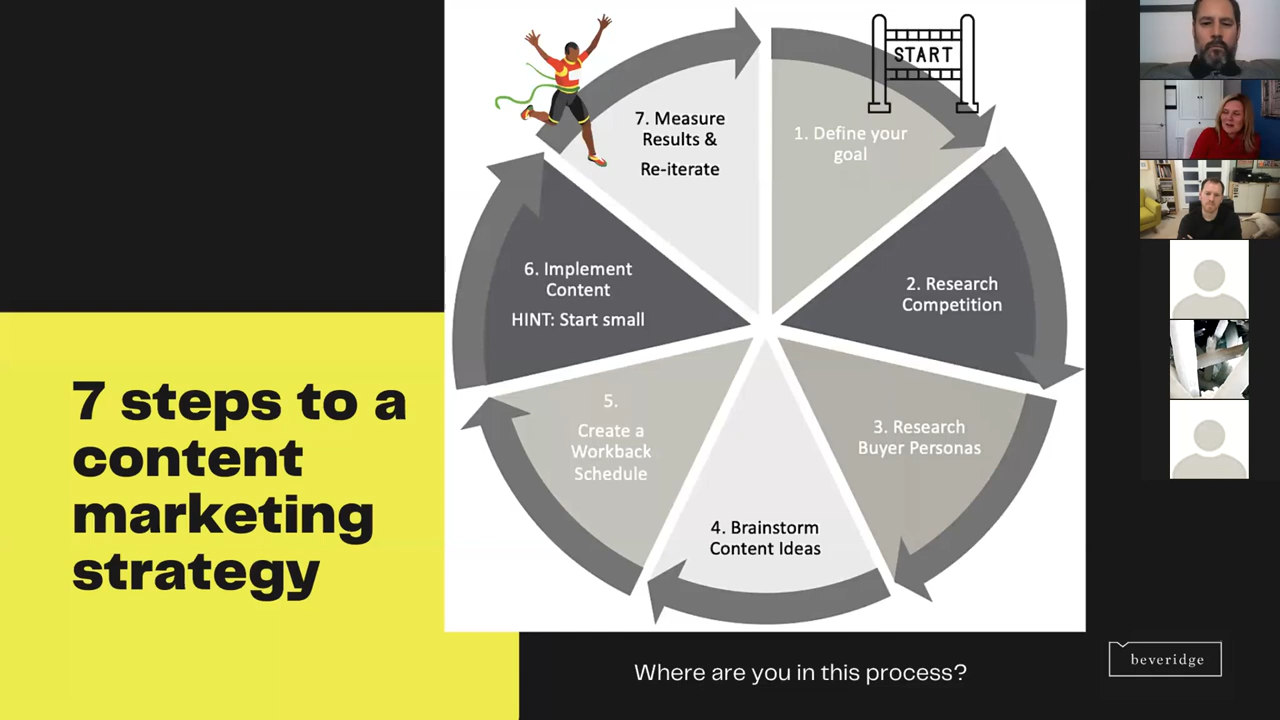 7 steps to a
content
marketing
strategy
START
1. Define your
goal
2. Research
Competition
3. Research
Buyer Personas
4. Brainstorm
Content Ideas
5.
Create a
Workback
Schedule
6. Implement
Content
HINT: Start small
7. Measure
Results &
Re-iterate
Where are you in this process?
beveridge